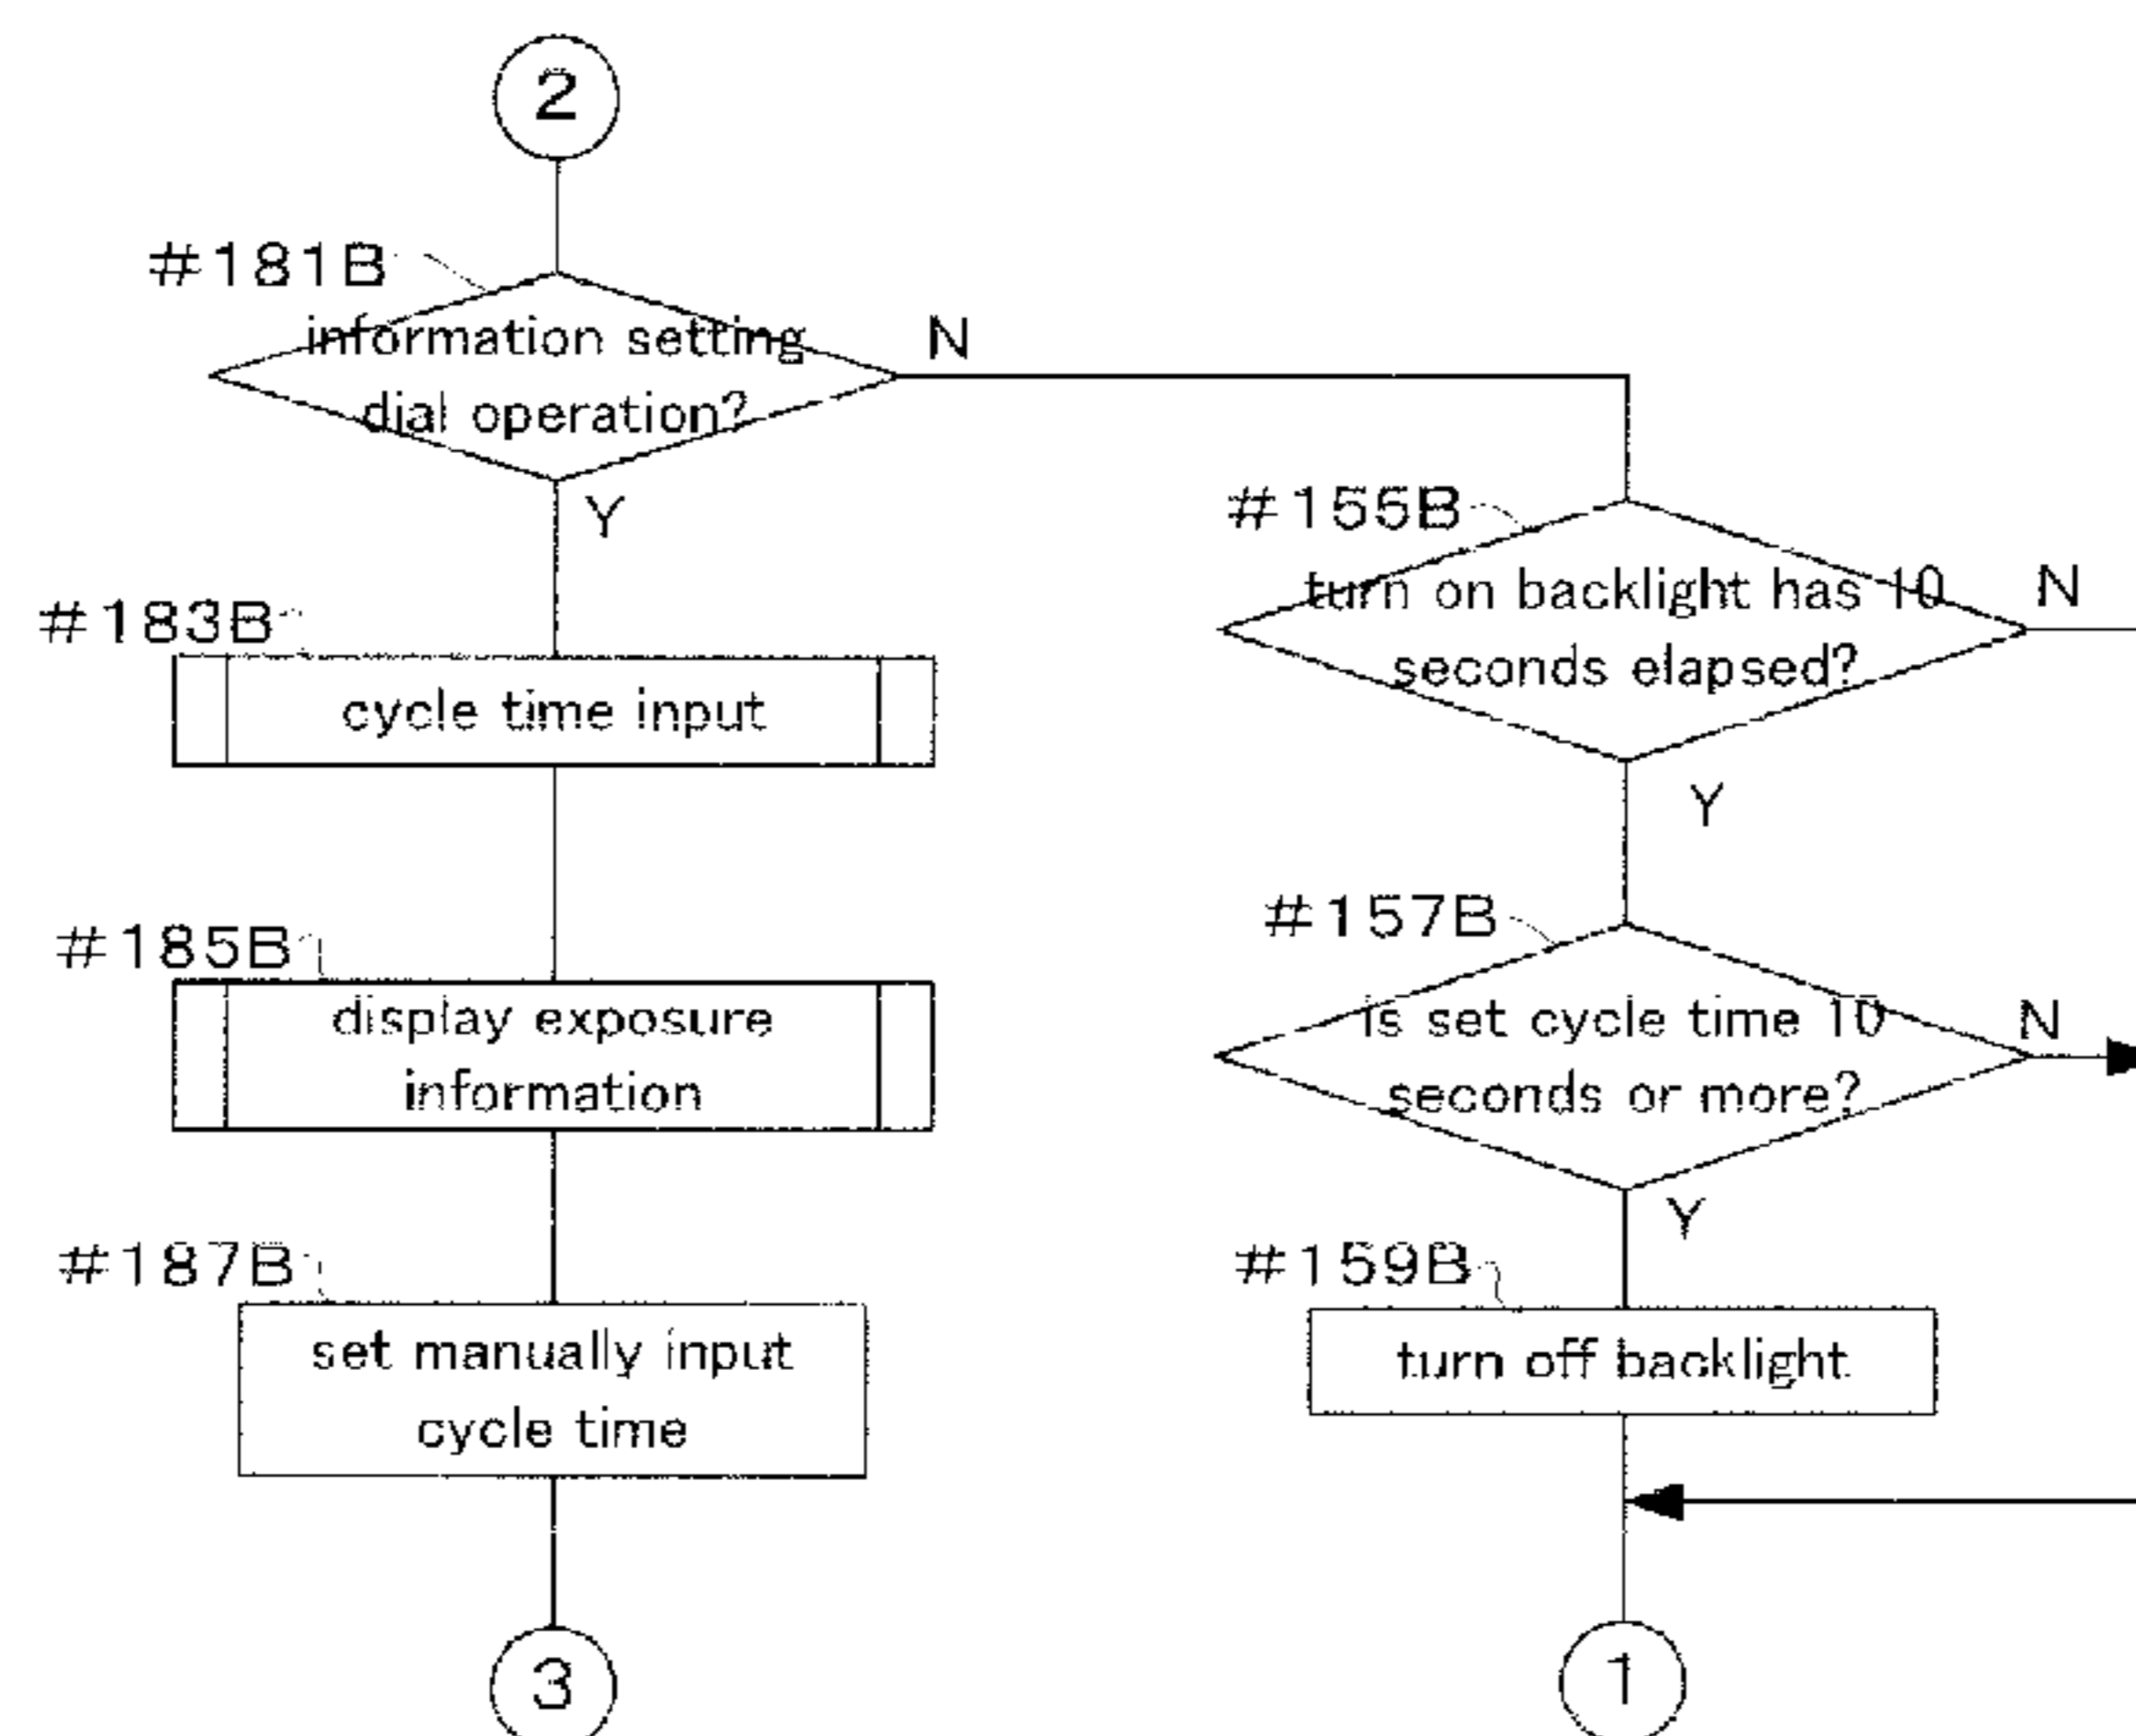 2
#181B
information setting
dial operation?
N
Y
#183B
cycle time input
#185B
display exposure
information
#187B
set manually input
cycle time
3
#155B
turn on backlight has 10
seconds elapsed?
N
Y
#157B
is set cycle time 10
seconds or more?
N
Y
#159B
turn off backlight
1